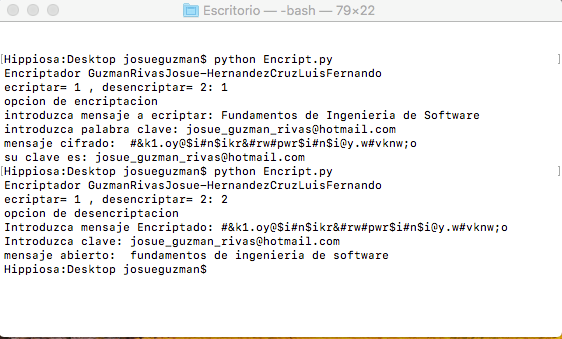 Escritorio — -bash — 79×22
[Hippiosa:Desktop josueguzman$ python Encript.py ]
Encriptador GuzmanRivasJosue-HernandezCruzLuisFernando
ecriptar= 1 , desencriptar= 2: 1
opcion de encriptacion
introduzca mensaje a ecriptar: Fundamentos de Ingenieria de Software
introduzca palabra clave: josue_guzman_rivas@hotmail.com
mensaje cifrado:  #&k1.oy@$i#n$ikr&#rw#pwr$i#n$i@y.w#vknw;o
su clave es: josue_guzman_rivas@hotmail.com
[Hippiosa:Desktop josueguzman$ python Encript.py ]
Encriptador GuzmanRivasJosue-HernandezCruzLuisFernando
ecriptar= 1 , desencriptar= 2: 2
opcion de desencriptacion
Introduzca mensaje Encriptado: #&k1.oy@$i#n$ikr&#rw#pwr$i#n$i@y.w#vknw;o
Introduzca clave: josue_guzman_rivas@hotmail.com
mensaje abierto:  fundamentos de ingenieria de software
Hippiosa:Desktop josueguzman$